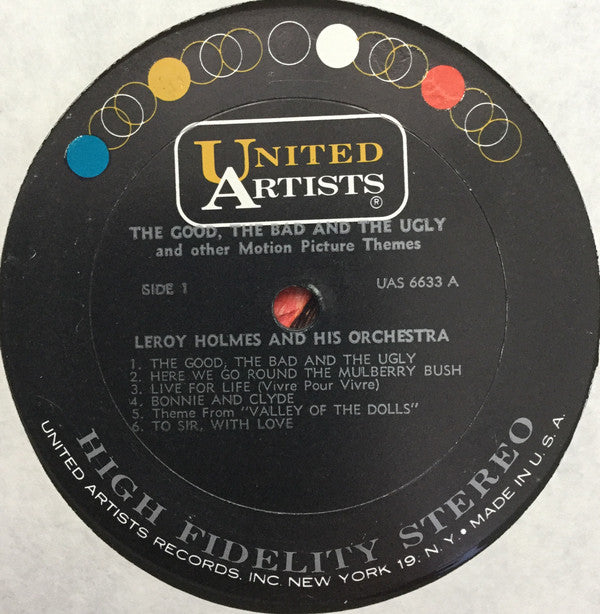 UNITED
ARTISTS
®
THE GOOD, THE BAD AND THE UGLY
and other Motion Picture Themes
SIDE 1
UAS 6633 A
LEROY HOLMES AND HIS ORCHESTRA
1. THE GOOD, THE BAD AND THE UGLY
2. HERE WE GO ROUND THE MULBERRY BUSH
3. LIVE FOR LIFE (Vivre Pour Vivre)
4. BONNIE AND CLYDE
5. Theme From "VALLEY OF THE DOLLS"
6. TO SIR, WITH LOVE
HIGH FIDELITY STEREO
UNITED ARTISTS RECORDS, INC. NEW YORK 19, N.Y. • MADE IN U.S.A.